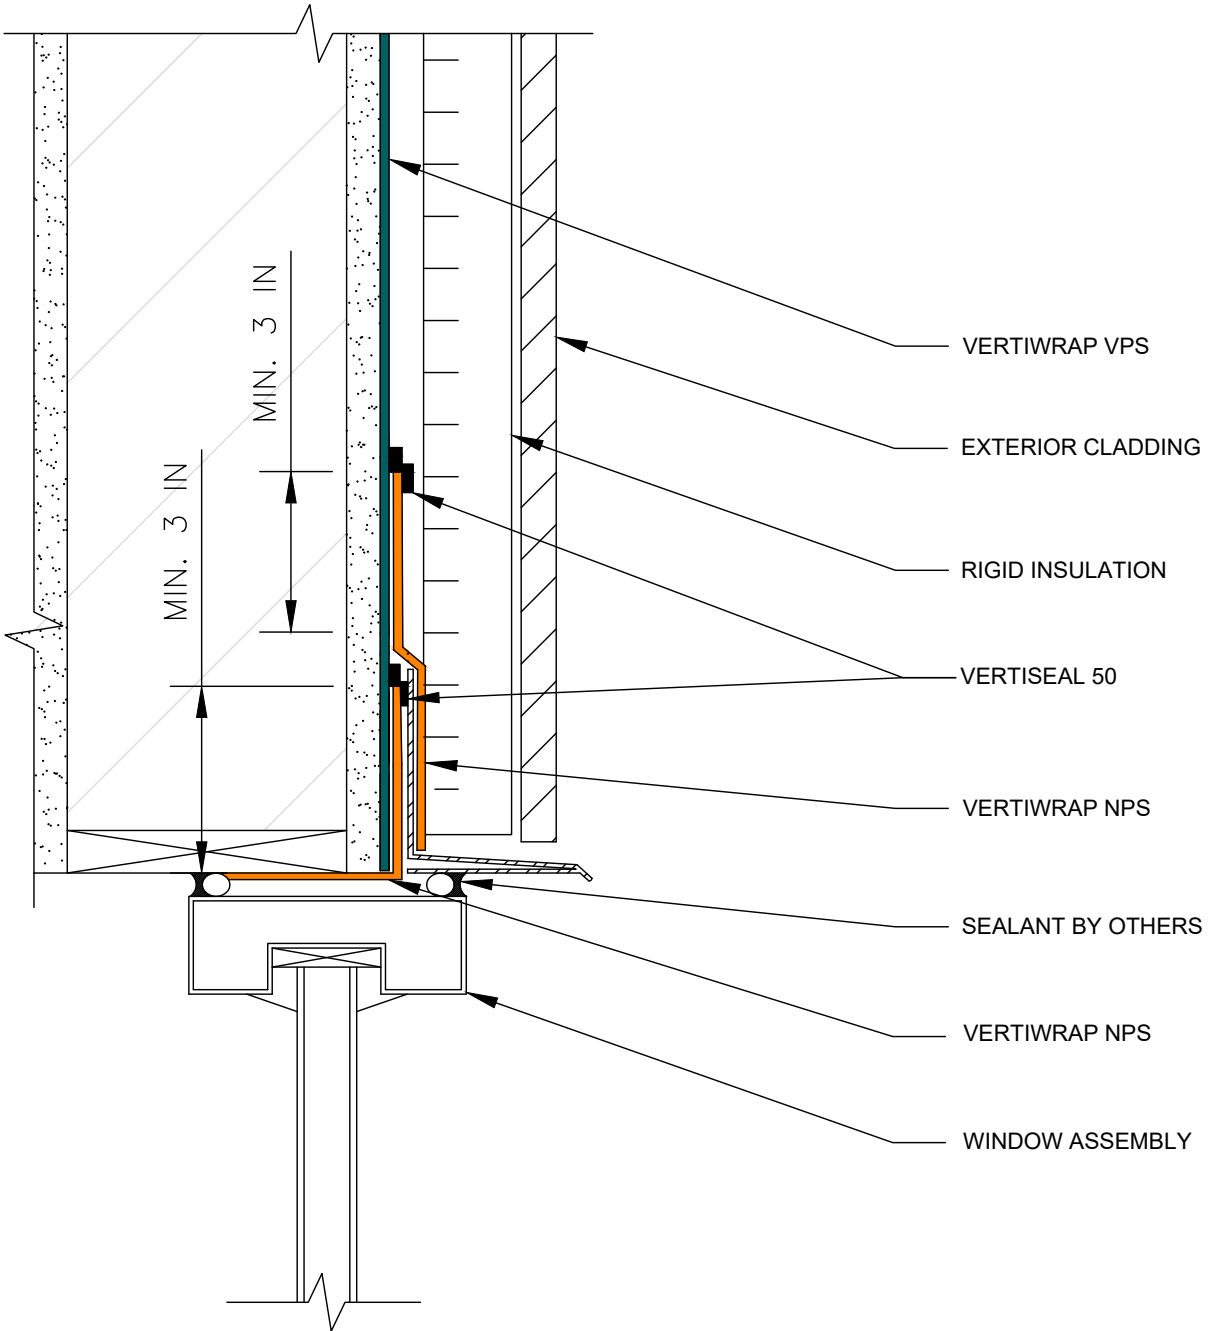 MIN. 3 IN
MIN. 3 IN
VERTIWRAP VPS
EXTERIOR CLADDING
RIGID INSULATION
VERTISEAL 50
VERTIWRAP NPS
SEALANT BY OTHERS
VERTIWRAP NPS
WINDOW ASSEMBLY